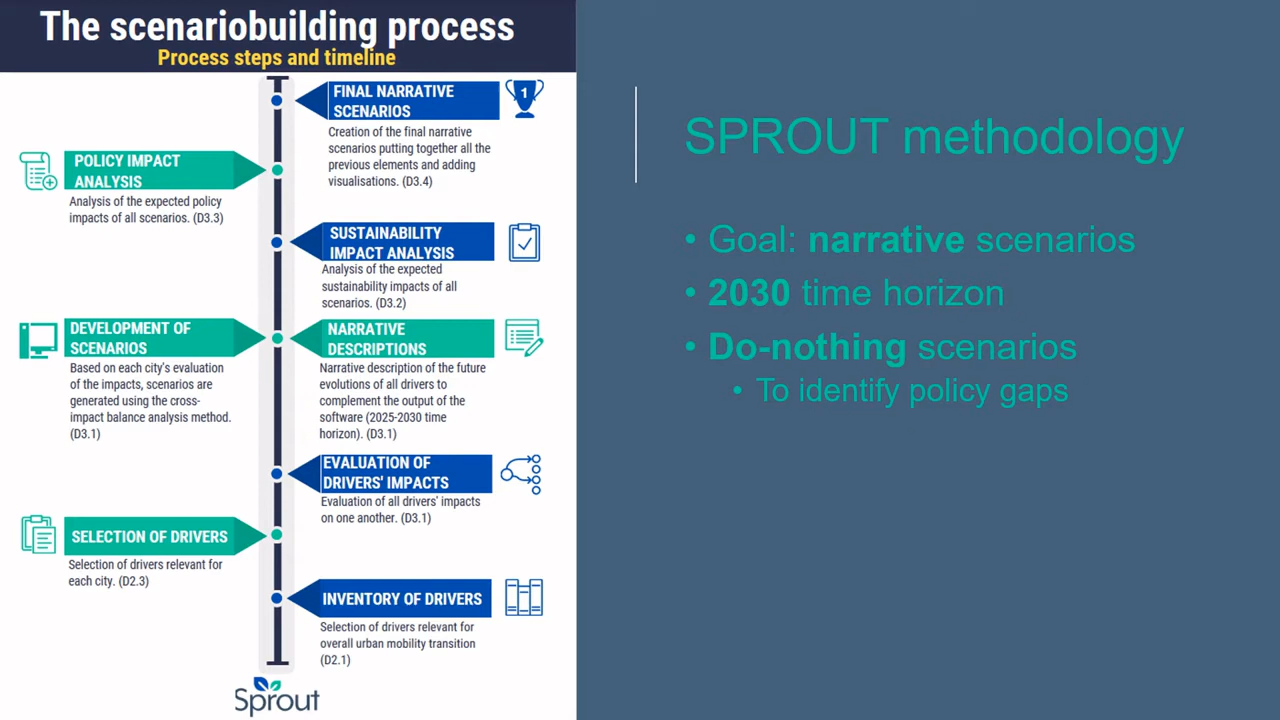 The scenariobuilding process
Process steps and timeline
FINAL NARRATIVE
SCENARIOS
1
Creation of the final narrative
scenarios putting together all the
previous elements and adding
visualisations. (D3.4)
POLICY IMPACT
ANALYSIS
Analysis of the expected policy
impacts of all scenarios. (D3.3)
SUSTAINABILITY
IMPACT ANALYSIS
Analysis of the expected
sustainability impacts of all
scenarios. (D3.2)
DEVELOPMENT OF
SCENARIOS
Based on each city's evaluation
of the impacts, scenarios are
generated using the cross-
impact balance analysis method.
(D3.1)
NARRATIVE
DESCRIPTIONS
Narrative description of the future
evolutions of all drivers to
complement the output of the
software (2025-2030 time
horizon). (D3.1)
EVALUATION OF
DRIVERS' IMPACTS
Evaluation of all drivers' impacts
on one another. (D3.1)
SELECTION OF DRIVERS
Selection of drivers relevant for
each city. (D2.3)
INVENTORY OF DRIVERS
Selection of drivers relevant for
overall urban mobility transition
(D2.1)
Sprout
SPROUT methodology
• Goal: narrative scenarios
• 2030 time horizon
• Do-nothing scenarios
• To identify policy gaps